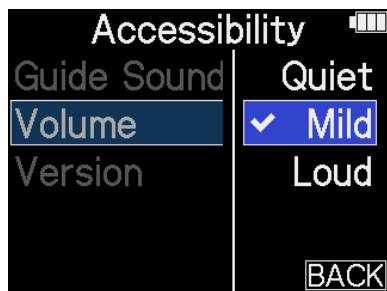 Accessibility
Guide Sound
Volume
Version
Quiet
Mild
Loud
BACK